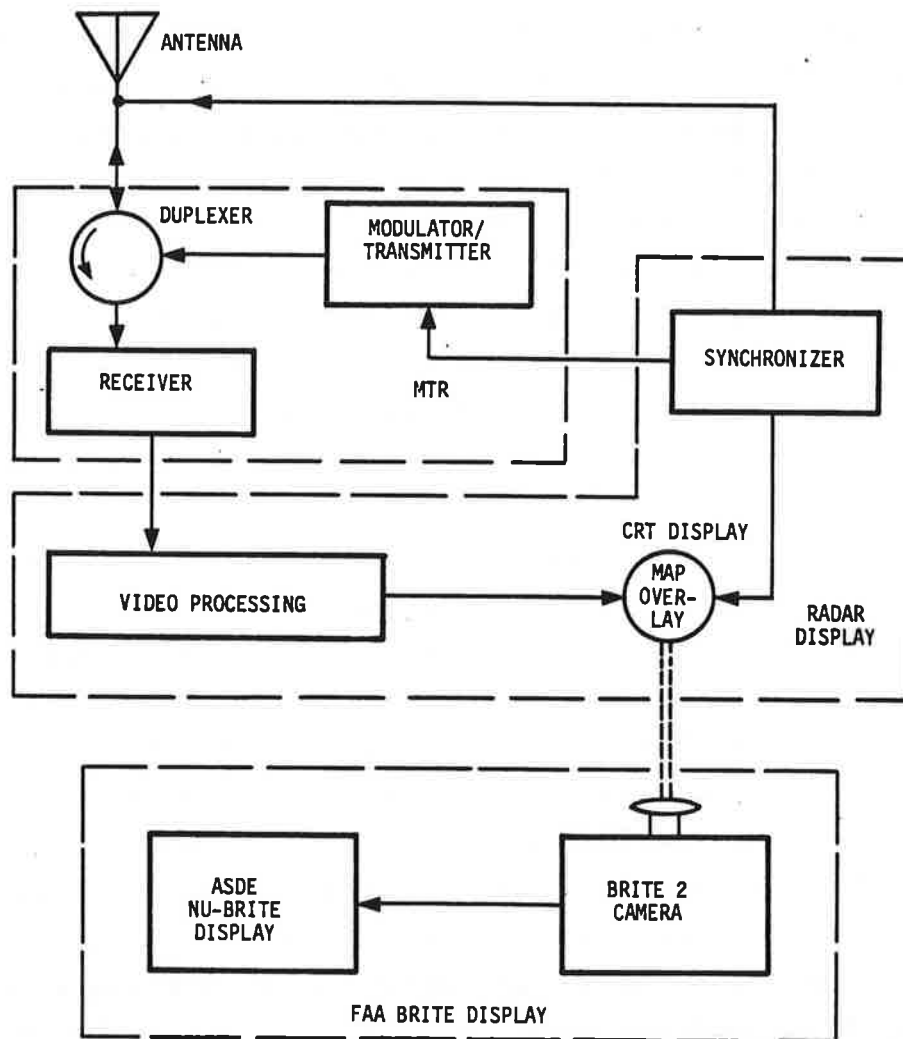 ANTENNA
DUPLEXER
MODULATOR/
TRANSMITTER
RECEIVER
MTR
SYNCHRONIZER
CRT DISPLAY
MAP
OVER-
LAY
VIDEO PROCESSING
RADAR
DISPLAY
ASDE
NU-BRITE
DISPLAY
BRITE 2
CAMERA
FAA BRITE DISPLAY